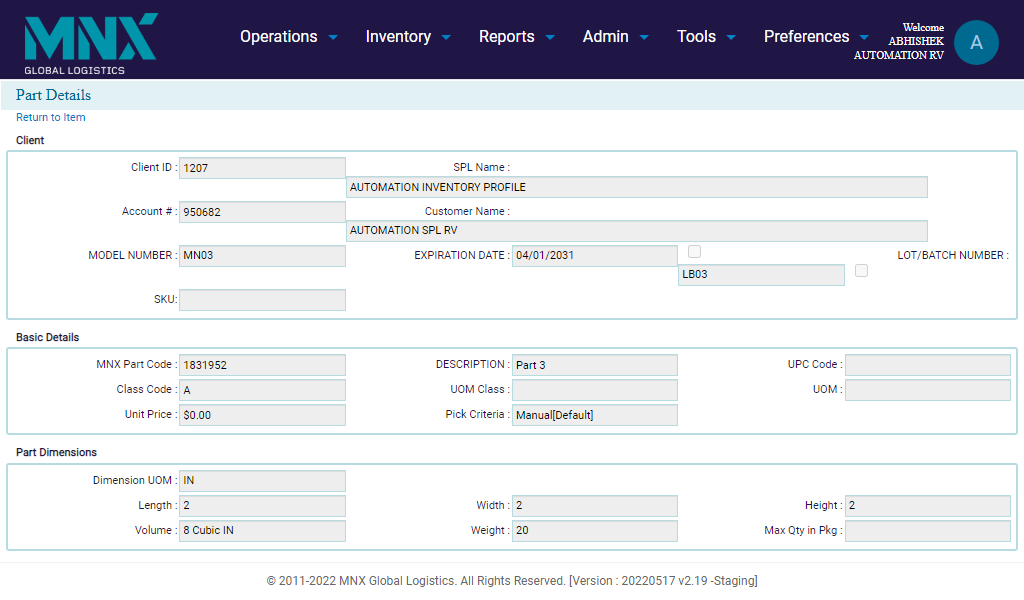 MNX
GLOBAL LOGISTICS
Operations Inventory Reports Admin Tools Preferences
Welcome
ABHISHEK
AUTOMATION RV
A
Part Details
Return to Item
Client
Client ID : 1207 SPL Name :
AUTOMATION INVENTORY PROFILE
Account # : 950682 Customer Name :
AUTOMATION SPL RV
MODEL NUMBER : MN03 EXPIRATION DATE : 04/01/2031 LOT/BATCH NUMBER :
LB03
SKU:
Basic Details
MNX Part Code : 1831952 DESCRIPTION : Part 3 UPC Code :
Class Code : A UOM Class : UOM :
Unit Price : $0.00 Pick Criteria : Manual[Default]
Part Dimensions
Dimension UOM : IN
Length : 2 Width : 2 Height : 2
Volume : 8 Cubic IN Weight : 20 Max Qty in Pkg :
© 2011-2022 MNX Global Logistics. All Rights Reserved. [Version : 20220517 v2.19 -Staging]